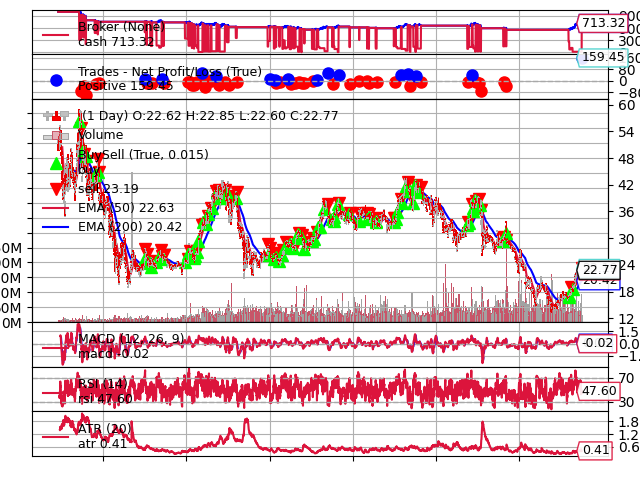 Broker (None)
cash 713.32
300
713.32
Trades - Net Profit/Loss (True)
Positive 159.45
159.45
80
0
−80
(1 Day) O:22.62 H:22.85 L:22.60 C:22.77
Volume
BuySell (True, 0.015)
buy
sell 23.19
EMA (50) 22.63
EMA (200) 20.42
60
54
48
42
36
30
24
18
12
22.77
20.42
0M
MACD (12, 26, 9)
macd -0.02
1.5
0.0
-0.02
RSI (14)
rsi 47.60
70
30
47.60
ATR (20)
atr 0.41
1.8
1.2
0.6
0.41